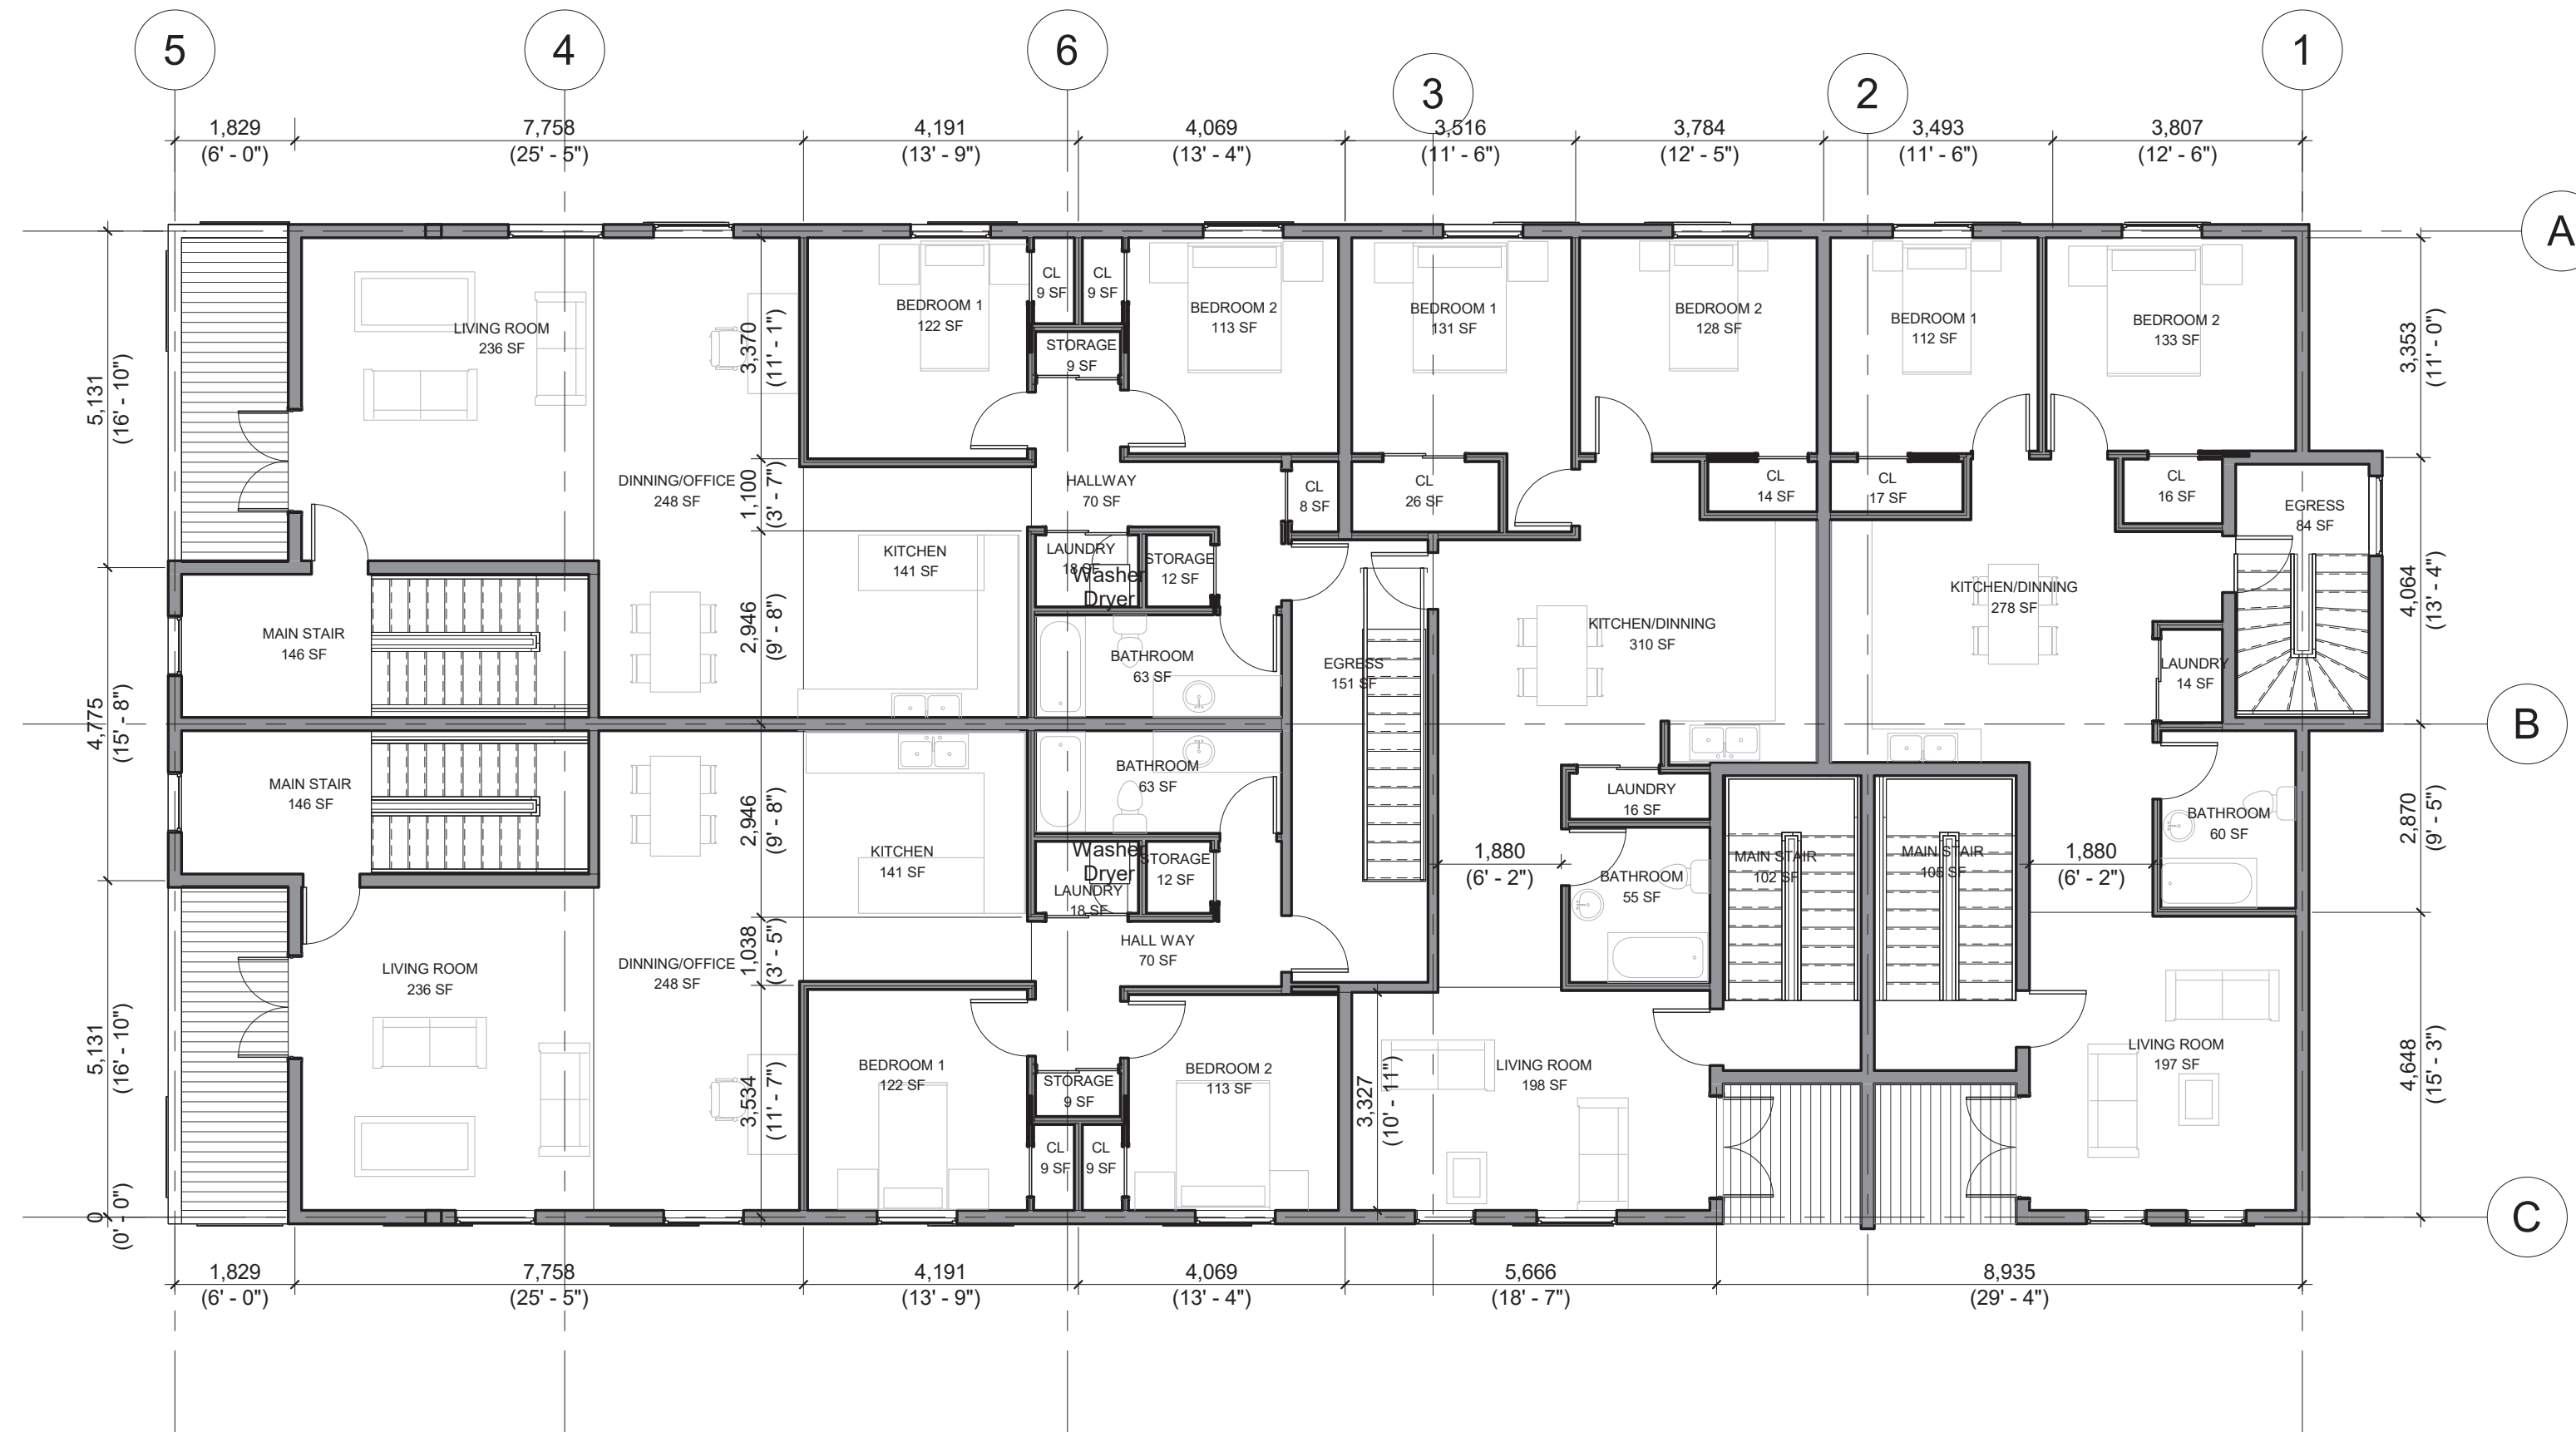 5
4
6
3
2
1
1,829
(6' - 0")
7,758
(25' - 5")
4,191
(13' - 9")
4,069
(13' - 4")
3,516
(11' - 6")
3,784
(12' - 5")
3,493
(11' - 6")
3,807
(12' - 6")
A
B
C
5,131
(16' - 10")
4,775
(15' - 8")
5,131
(16' - 10")
0
(0' - 0")
LIVING ROOM
236 SF
DINNING/OFFICE
248 SF
3,370
(11' - 1")
1,100
(3' - 7")
2,946
(9' - 8")
BEDROOM 1
122 SF
CL
9 SF
CL
9 SF
STORAGE
9 SF
BEDROOM 2
113 SF
HALLWAY
70 SF
CL
8 SF
KITCHEN
141 SF
LAUNDRY
18 SF
Washer
Dryer
STORAGE
12 SF
BATHROOM
63 SF
MAIN STAIR
146 SF
BEDROOM 1
131 SF
CL
26 SF
BEDROOM 2
128 SF
CL
14 SF
BEDROOM 1
112 SF
CL
17 SF
BEDROOM 2
133 SF
CL
16 SF
EGRESS
84 SF
EGRESS
151 SF
KITCHEN/DINNING
310 SF
KITCHEN/DINNING
278 SF
LAUNDRY
14 SF
3,353
(11' - 0")
4,064
(13' - 4")
2,870
(9' - 5")
4,648
(15' - 3")
MAIN STAIR
146 SF
DINNING/OFFICE
248 SF
LIVING ROOM
236 SF
2,946
(9' - 8")
1,038
(3' - 5")
3,534
(11' - 7")
KITCHEN
141 SF
BATHROOM
63 SF
Washer
Dryer
LAUNDRY
18 SF
STORAGE
12 SF
HALL WAY
70 SF
BEDROOM 1
122 SF
STORAGE
9 SF
CL
9 SF
CL
9 SF
BEDROOM 2
113 SF
LAUNDRY
16 SF
1,880
(6' - 2")
BATHROOM
55 SF
MAIN STAIR
102 SF
MAIN STAIR
105 SF
1,880
(6' - 2")
BATHROOM
60 SF
3,327
(10' - 11")
LIVING ROOM
198 SF
LIVING ROOM
197 SF
1,829
(6' - 0")
7,758
(25' - 5")
4,191
(13' - 9")
4,069
(13' - 4")
5,666
(18' - 7")
8,935
(29' - 4")